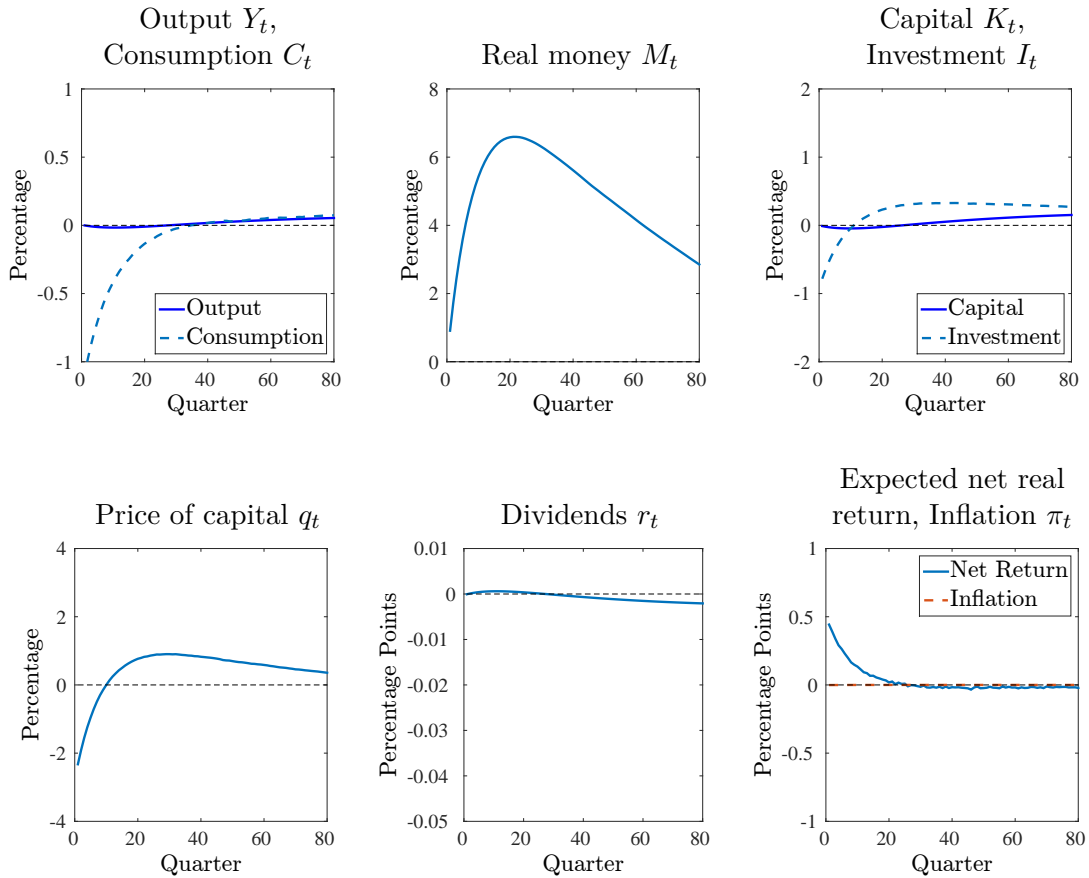 Output Y_t,
Consumption C_t
Percentage
1
0.5
0
-0.5
-1
Output
Consumption
0 20 40 60 80
Quarter
Real money M_t
Percentage
8
6
4
2
0
0 20 40 60 80
Quarter
Capital K_t,
Investment I_t
Percentage
2
1
0
-1
-2
Capital
Investment
0 20 40 60 80
Quarter
Price of capital q_t
Percentage
4
2
0
-2
-4
0 20 40 60 80
Quarter
Dividends r_t
Percentage Points
0.01
0
-0.01
-0.02
-0.03
-0.04
-0.05
0 20 40 60 80
Quarter
Expected net real
return, Inflation π_t
Percentage Points
1
0.5
0
-0.5
-1
Net Return
Inflation
0 20 40 60 80
Quarter